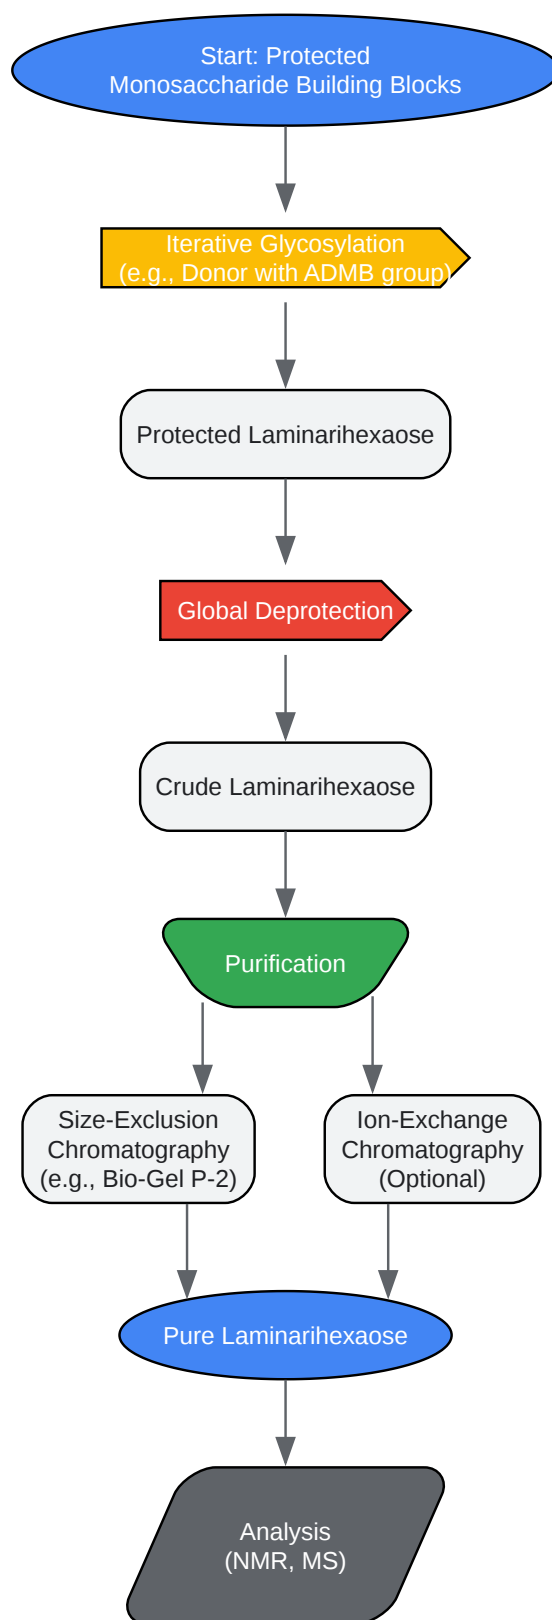 Start: Protected
Monosaccharide Building Blocks
Iterative Glycosylation
(e.g., Donor with ADMB group)
Protected Laminarihexaose
Global Deprotection
Crude Laminarihexaose
Purification
Size-Exclusion
Chromatography
(e.g., Bio-Gel P-2)
Ion-Exchange
Chromatography
(Optional)
Pure Laminarihexaose
Analysis
(NMR, MS)